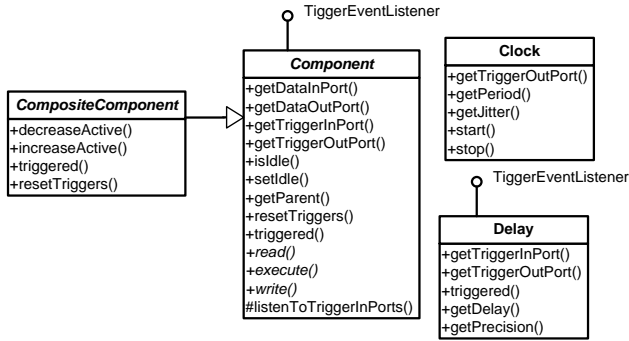 TiggerEventListener
CompositeComponent
+decreaseActive()
+increaseActive()
+triggered()
+resetTriggers()
Component
+getDataInPort()
+getDataOutPort()
+getTriggerInPort()
+getTriggerOutPort()
+isIdle()
+setIdle()
+getParent()
+resetTriggers()
+triggered()
+read()
+execute()
+write()
#listenToTriggerInPorts()
Clock
+getTriggerOutPort()
+getPeriod()
+getJitter()
+start()
+stop()
TiggerEventListener
Delay
+getTriggerInPort()
+getTriggerOutPort()
+triggered()
+getDelay()
+getPrecision()